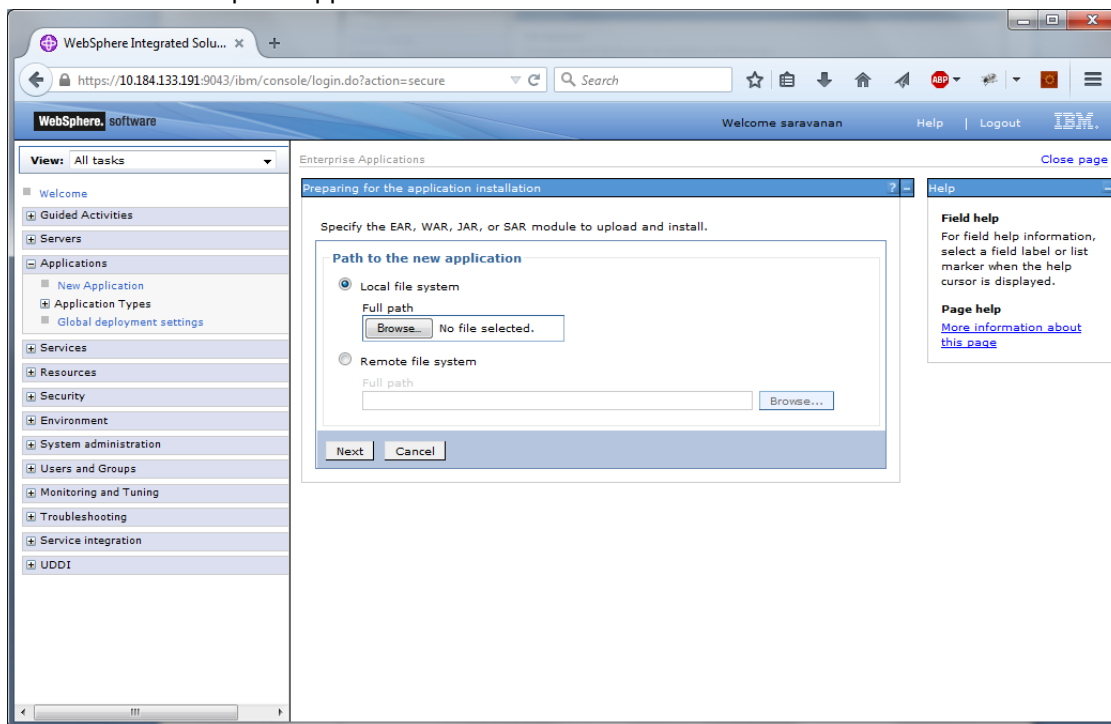 WebSphere Integrated Solu... × +
https://10.184.133.191:9043/ibm/console/login.do?action=secure Search ABP
WebSphere. software Welcome saravanan Help | Logout IBM.
View: All tasks
Welcome
Guided Activities
Servers
Applications
New Application
Application Types
Global deployment settings
Services
Resources
Security
Environment
System administration
Users and Groups
Monitoring and Tuning
Troubleshooting
Service integration
UDDI
Enterprise Applications Close page
Preparing for the application installation ? -
Specify the EAR, WAR, JAR, or SAR module to upload and install.
Path to the new application
Local file system
Full path
Browse... No file selected.
Remote file system
Full path
Browse...
Next Cancel
Help
Field help
For field help information,
select a field label or list
marker when the help
cursor is displayed.
Page help
More information about
this page